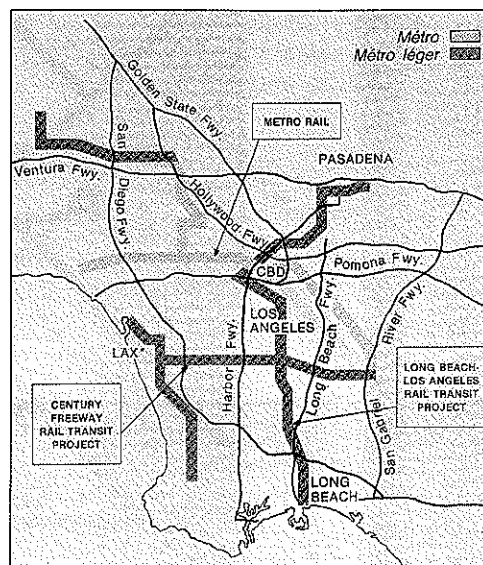 Métro
Métro léger
Golden State Fwy.
METRO RAIL
San Diego Fwy
PASADENA
Ventura Fwy.
Hollywood Fwy.
CBD
Pomona Fwy.
LOS
ANGELES
River Fwy.
San Gabriel
Long Beach Fwy.
Harbor Fwy.
LAX*
CENTURY
FREEWAY
RAIL TRANSIT
PROJECT
LONG BEACH-
LOS ANGELES
RAIL TRANSIT
PROJECT
LONG
BEACH